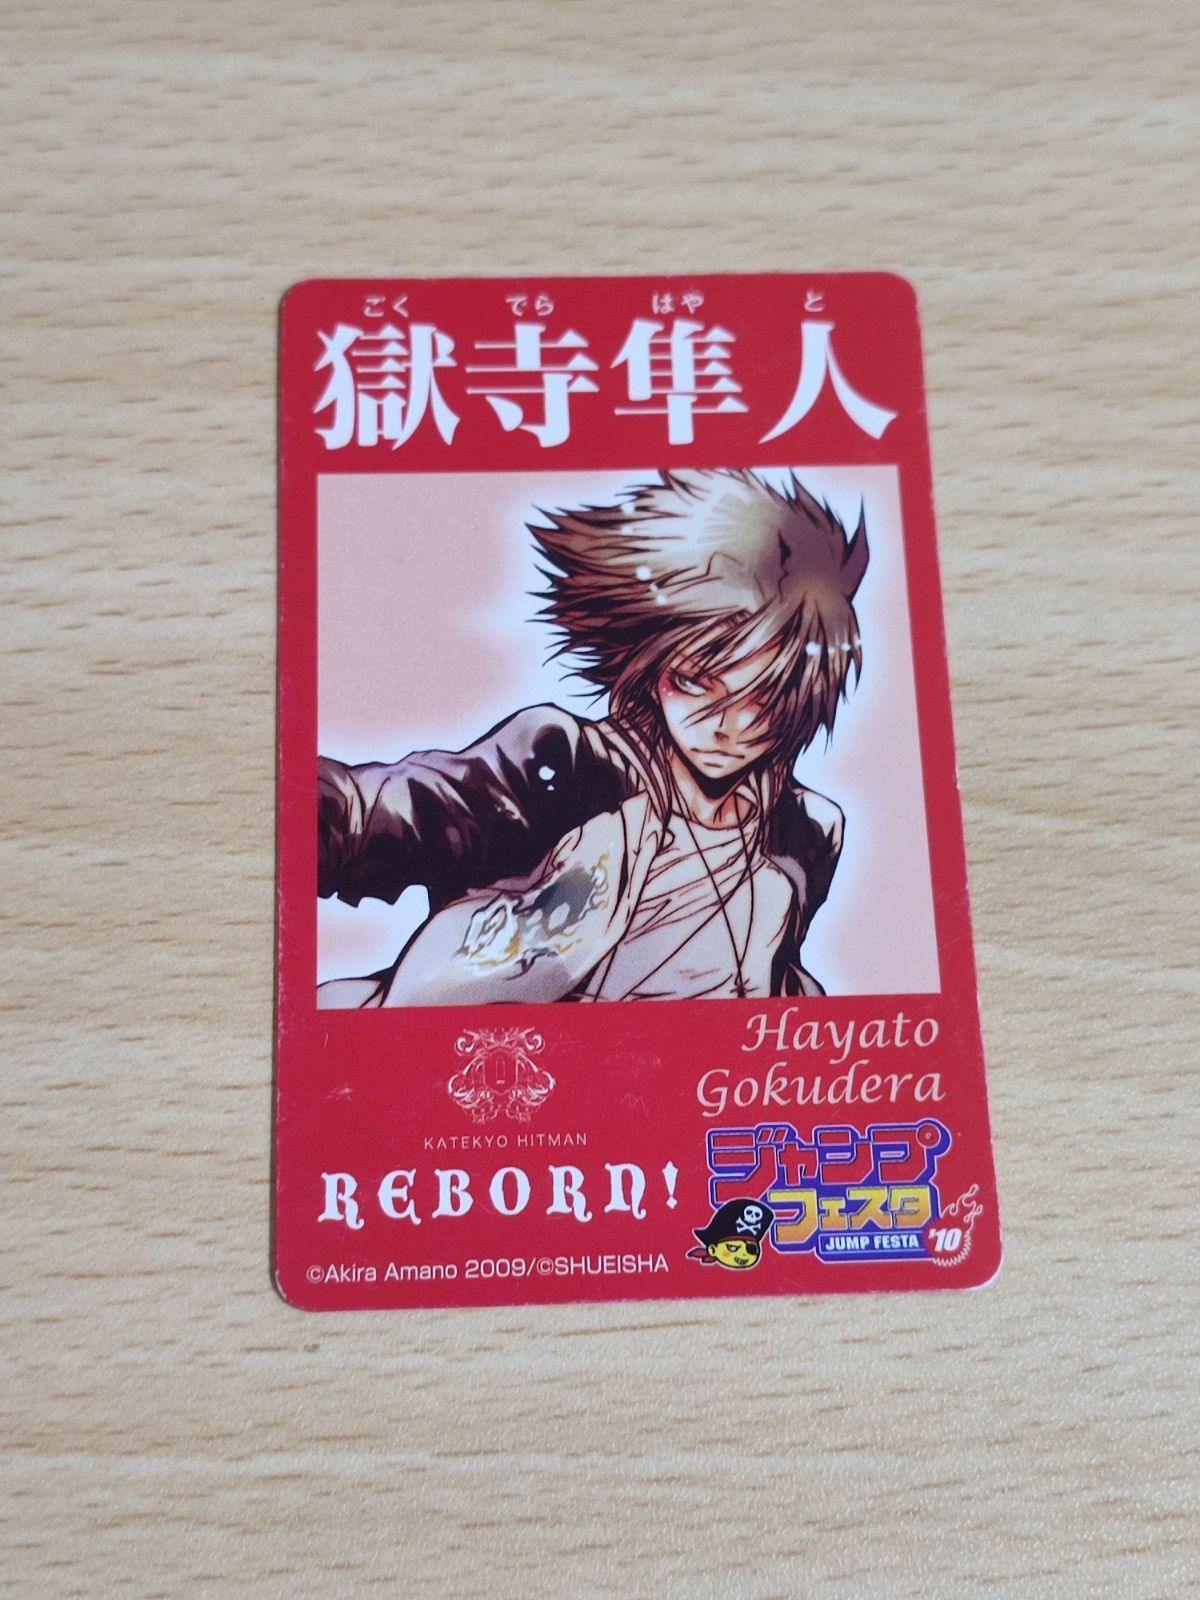 ごく でら はや と
獄寺隼人
Hayato
Gokudera
KATEKYO HITMAN
REBORN!
ジャンプ
フェスタ
JUMP FESTA '10
©Akira Amano 2009/©SHUEISHA